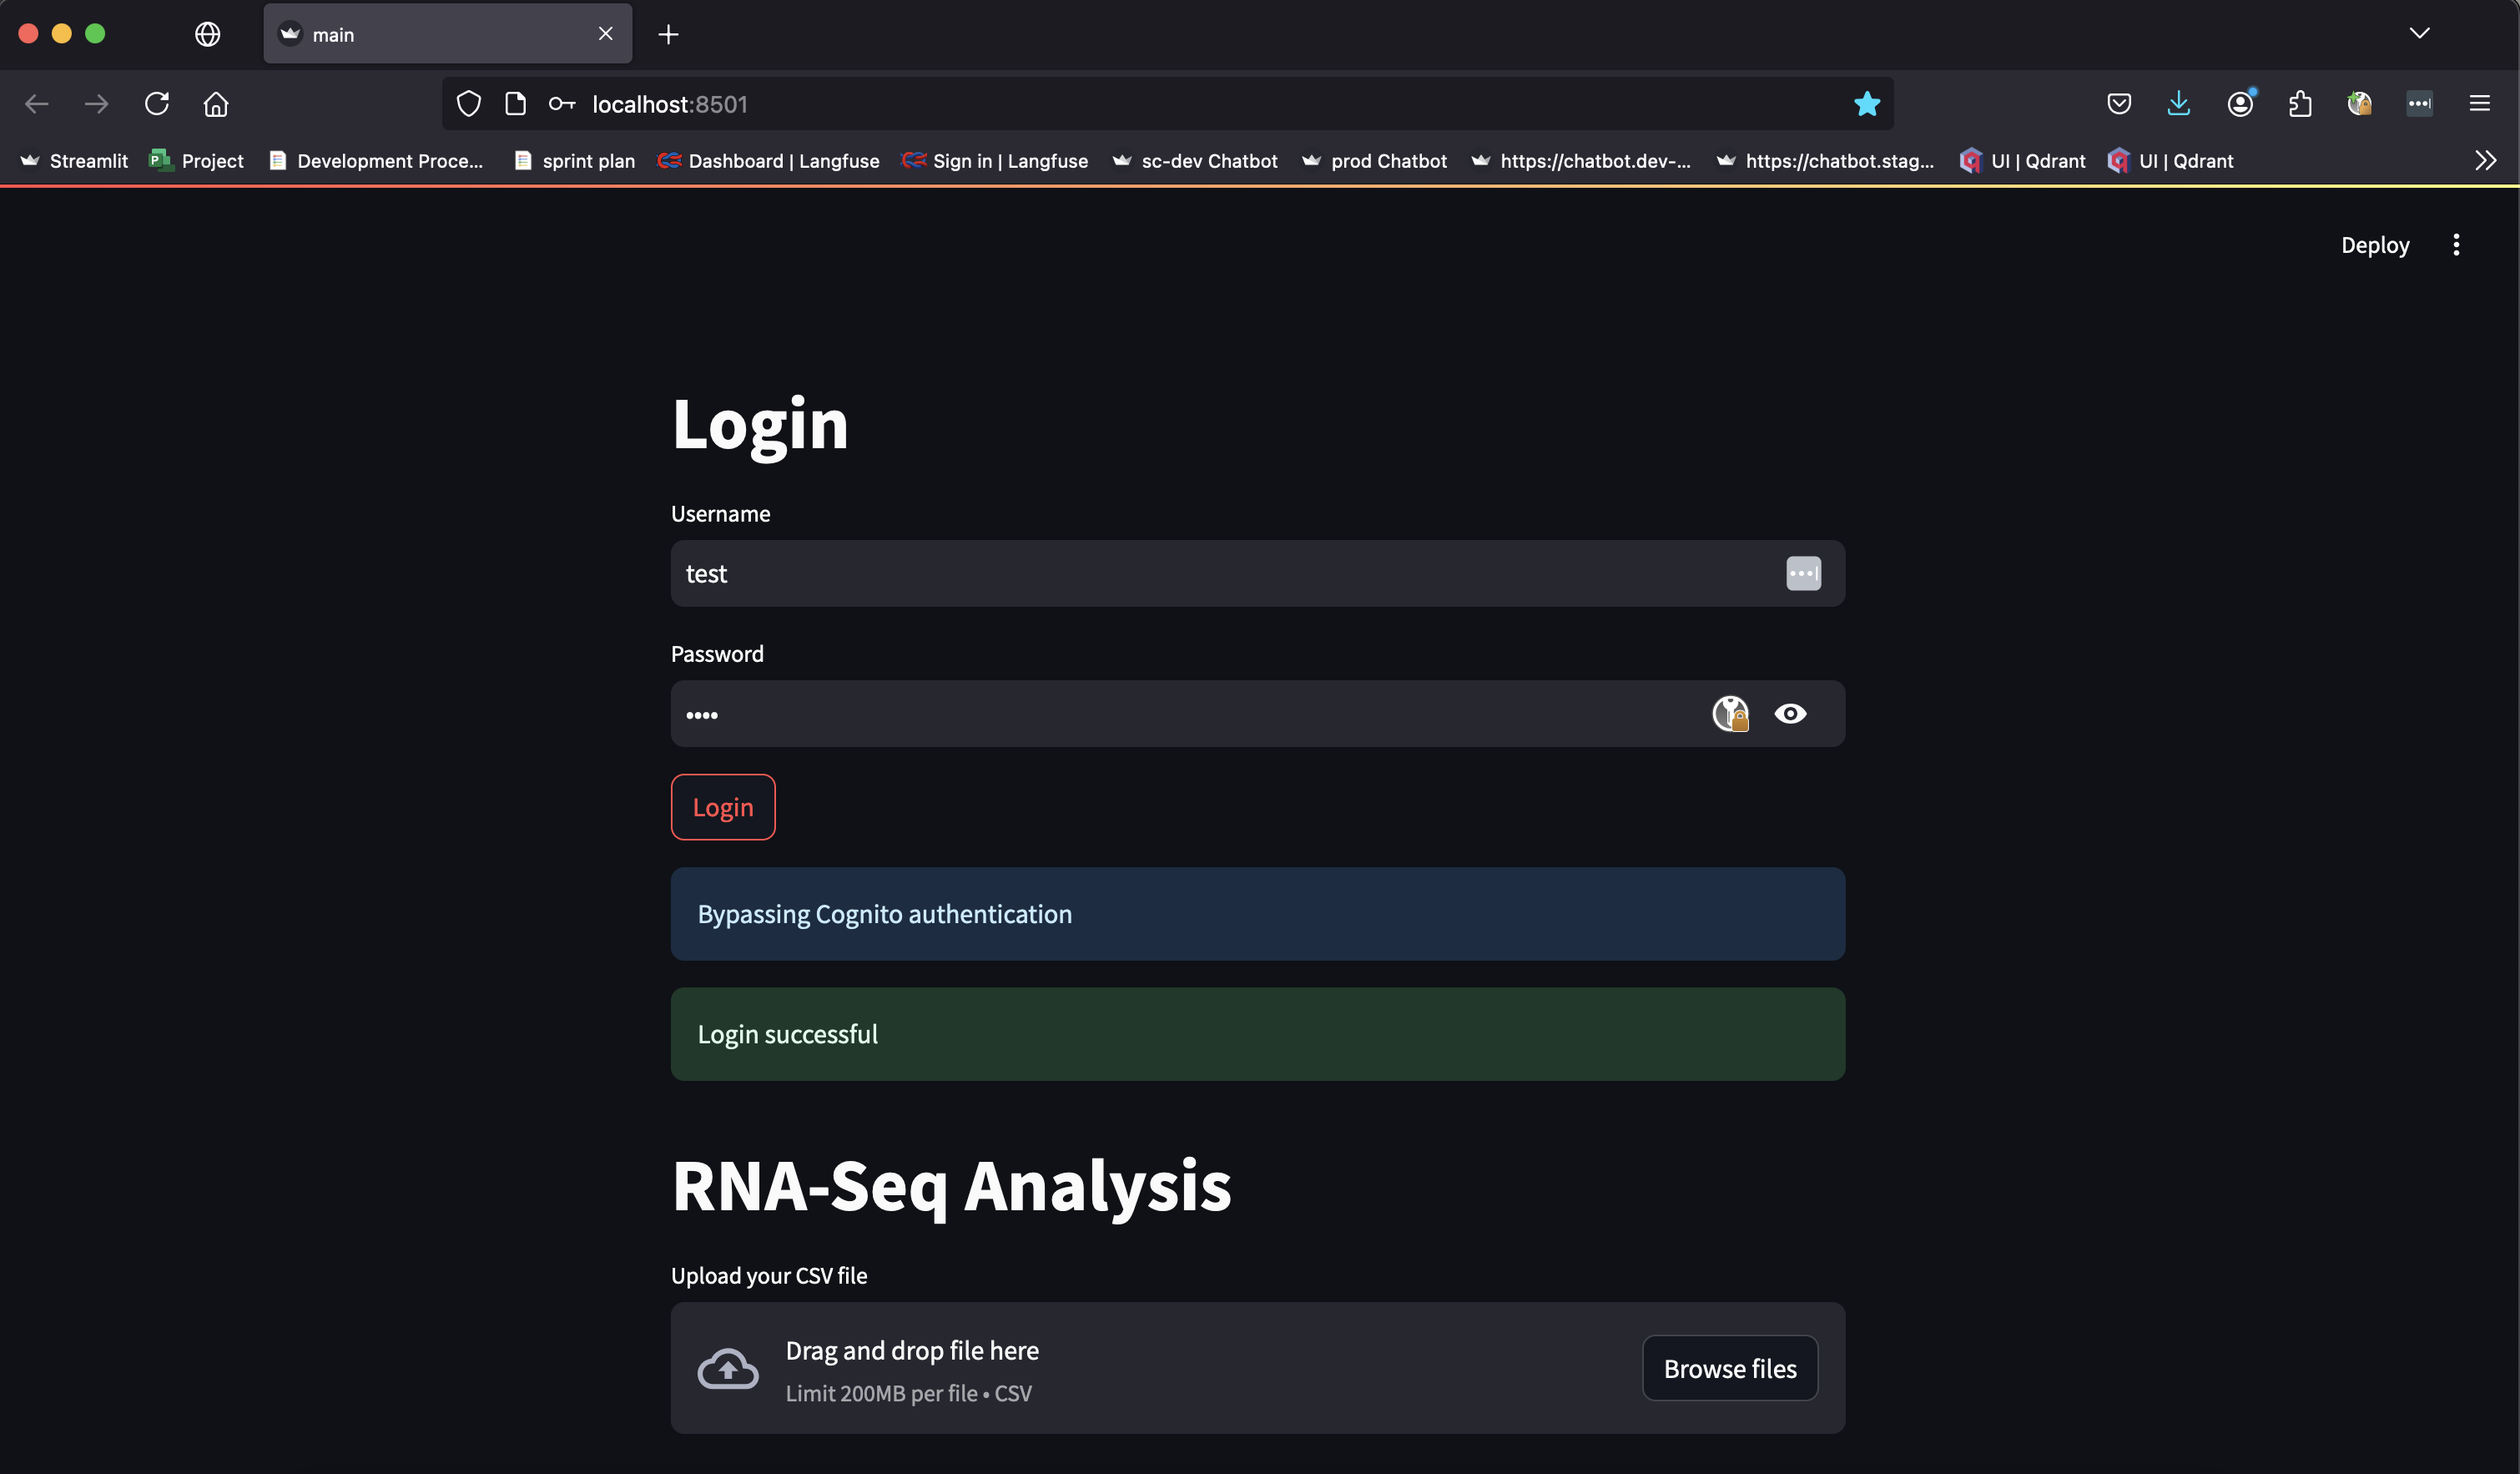 main
localhost:8501
Streamlit Project Development Proce... sprint plan Dashboard | Langfuse Sign in | Langfuse sc-dev Chatbot prod Chatbot https://chatbot.dev-... https://chatbot.stag... UI | Qdrant UI | Qdrant
Deploy
Login
Username
test
Password
••••
Login
Bypassing Cognito authentication
Login successful
RNA-Seq Analysis
Upload your CSV file
Drag and drop file here
Limit 200MB per file • CSV
Browse files